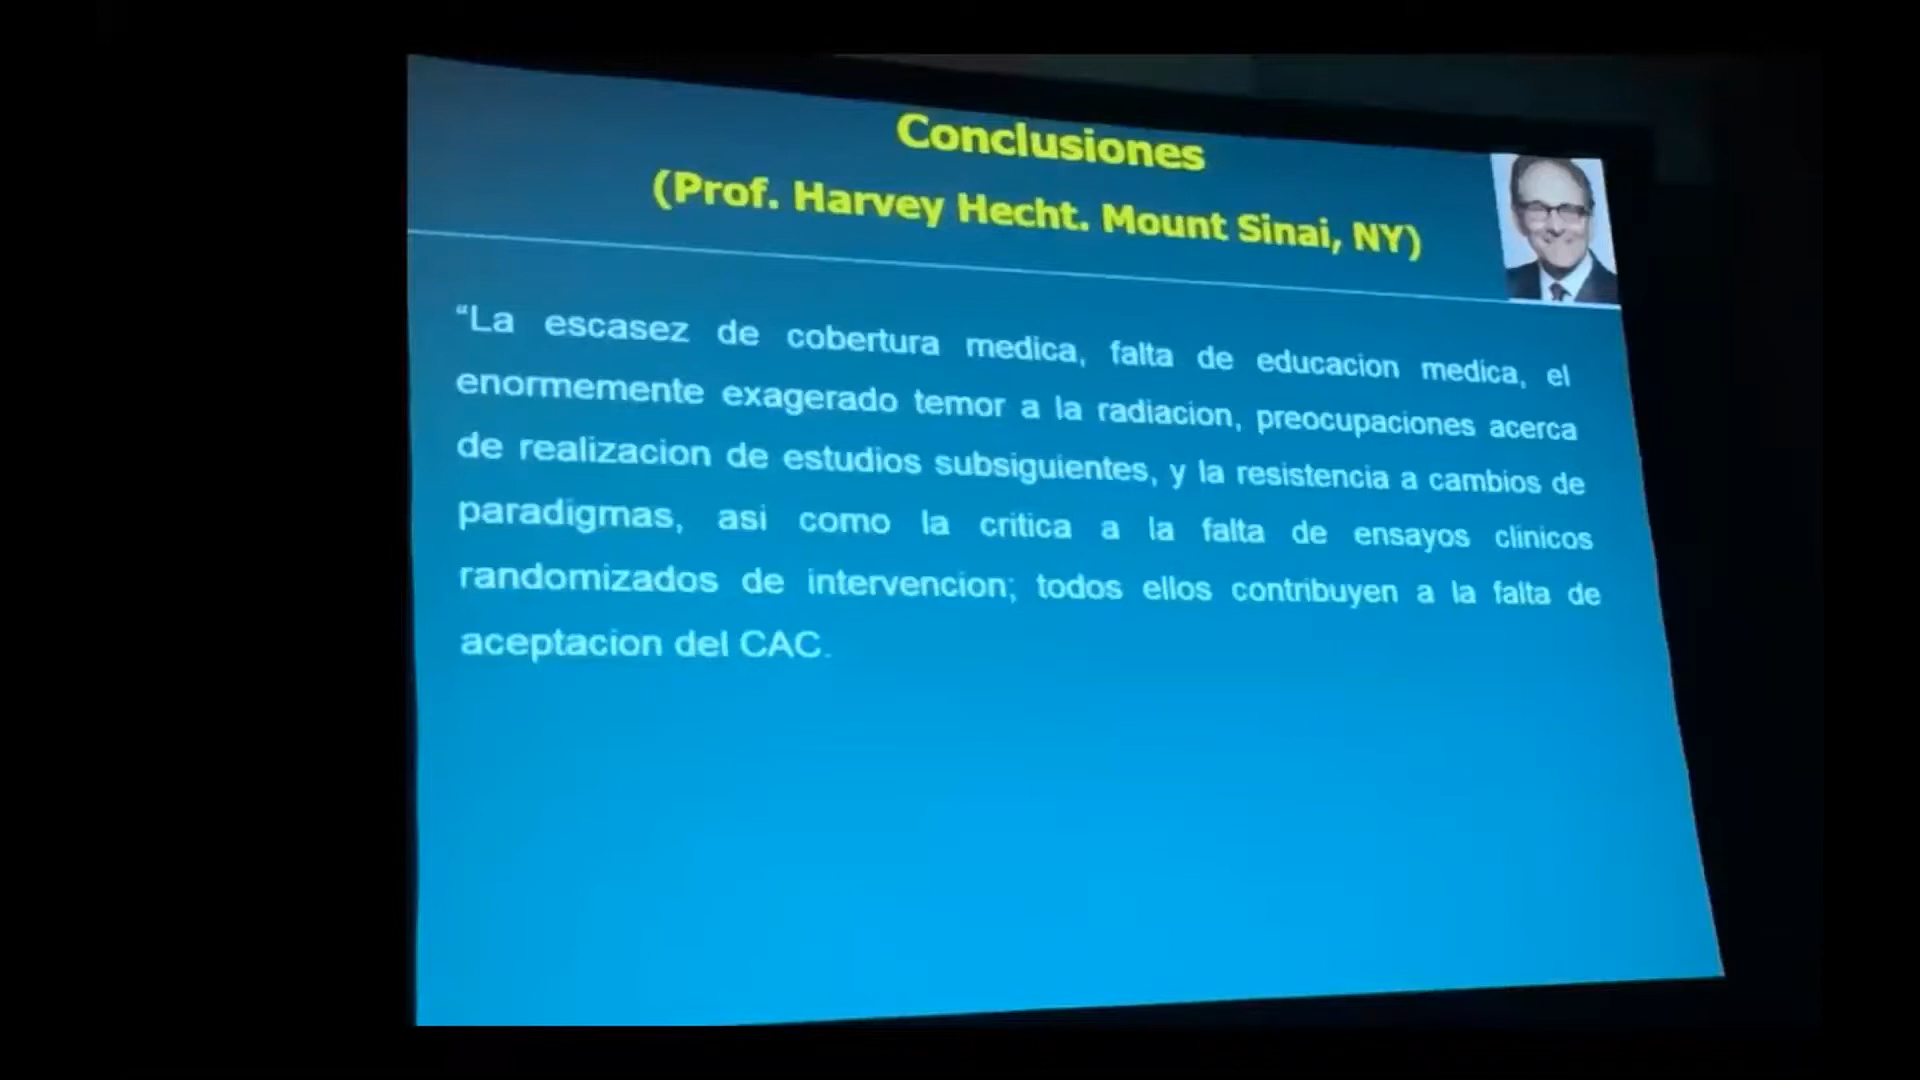 Conclusiones
(Prof. Harvey Hecht. Mount Sinai, NY)
“La escasez de cobertura medica, falta de educacion medica, el
enormemente exagerado temor a la radiacion, preocupaciones acerca
de realizacion de estudios subsiguientes, y la resistencia a cambios de
paradigmas, asi como la critica a la falta de ensayos clinicos
randomizados de intervencion; todos ellos contribuyen a la falta de
aceptacion del CAC.